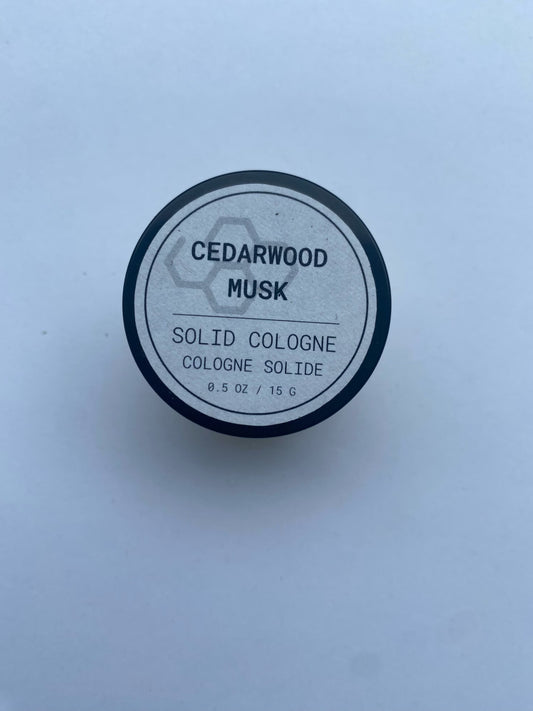 CEDARWOOD
MUSK
SOLID COLOGNE
COLOGNE SOLIDE
0.5 OZ / 15 G